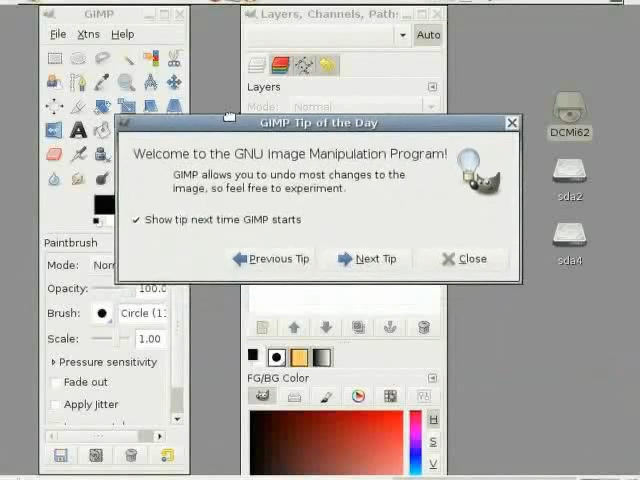 GIMP
Layers, Channels, Paths
File Xtns Help
Auto
Layers
Mode: Normal
GIMP Tip of the Day
Welcome to the GNU Image Manipulation Program!
GIMP allows you to undo most changes to the
image, so feel free to experiment.
Show tip next time GIMP starts
Previous Tip Next Tip Close
DCMi62
sda2
sda4
Paintbrush
Mode:
Opacity: 100.0
Brush: Circle (11
Scale: 1.00
Pressure sensitivity
Fade out
Apply Jitter
FG/BG Color
H
S
V